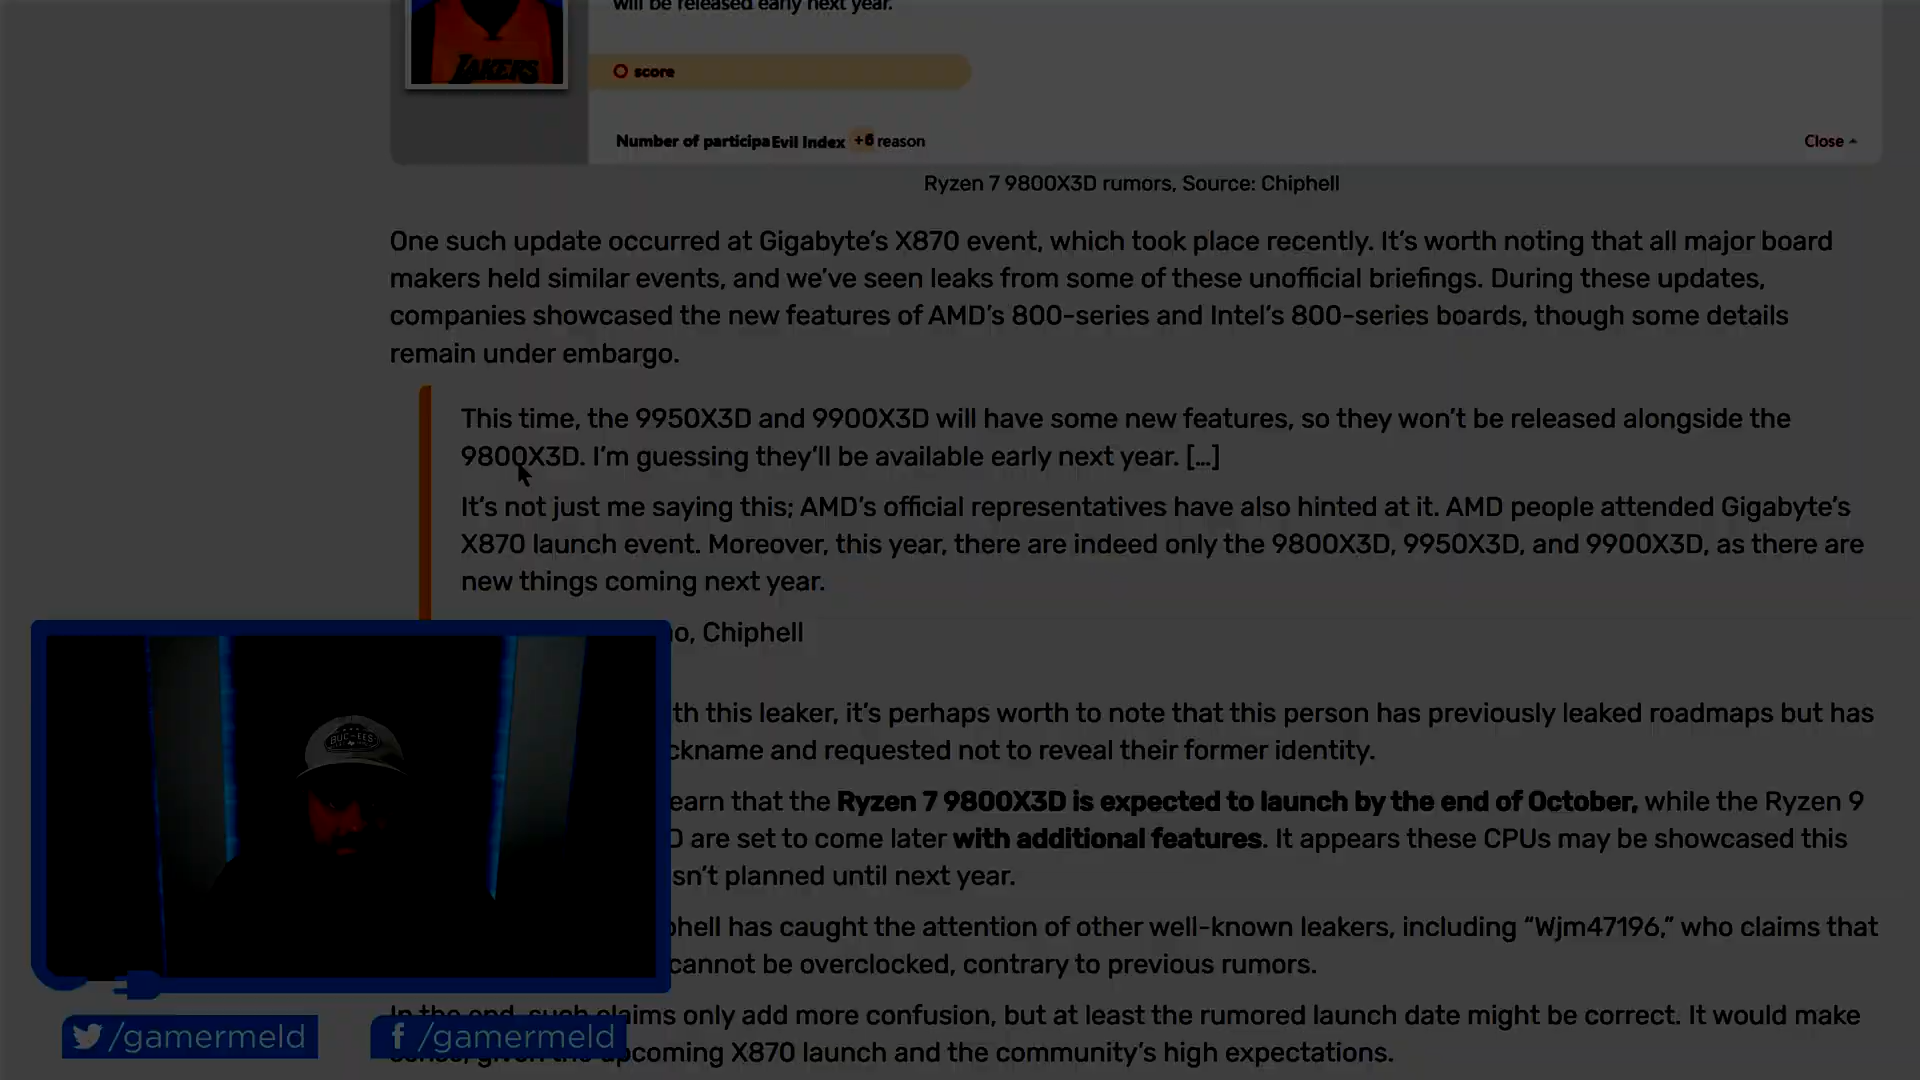 will be released early next year.
LAKERS
score
Number of participa Evil Index +6 reason
Close
Ryzen 7 9800X3D rumors, Source: Chiphell
One such update occurred at Gigabyte’s X870 event, which took place recently. It’s worth noting that all major board
makers held similar events, and we’ve seen leaks from some of these unofficial briefings. During these updates,
companies showcased the new features of AMD’s 800-series and Intel’s 800-series boards, though some details
remain under embargo.
This time, the 9950X3D and 9900X3D will have some new features, so they won’t be released alongside the
9800X3D. I’m guessing they’ll be available early next year. […]
It’s not just me saying this; AMD’s official representatives have also hinted at it. AMD people attended Gigabyte’s
X870 launch event. Moreover, this year, there are indeed only the 9800X3D, 9950X3D, and 9900X3D, as there are
new things coming next year.
o, Chiphell
th this leaker, it’s perhaps worth to note that this person has previously leaked roadmaps but has
ckname and requested not to reveal their former identity.
earn that the Ryzen 7 9800X3D is expected to launch by the end of October, while the Ryzen 9
D are set to come later with additional features. It appears these CPUs may be showcased this
sn’t planned until next year.
phell has caught the attention of other well-known leakers, including “Wjm47196,” who claims that
cannot be overclocked, contrary to previous rumors.
In the end, such claims only add more confusion, but at least the rumored launch date might be correct. It would make
sense, given the upcoming X870 launch and the community’s high expectations.
BUC-EE'S
/gamermeld
/gamermeld